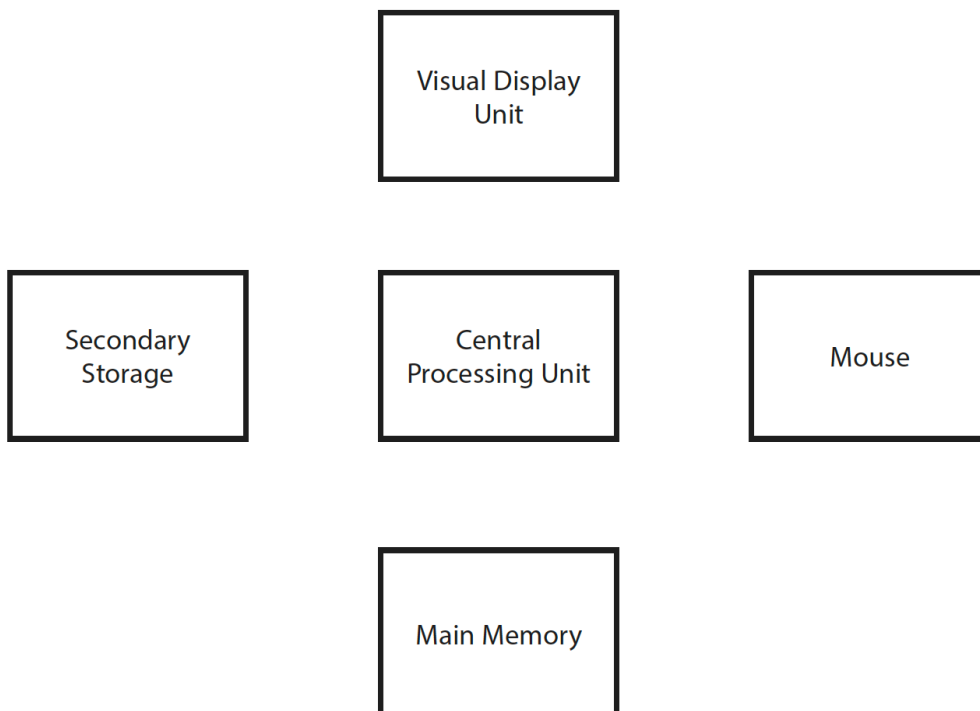 Visual Display
Unit
Secondary
Storage
Central
Processing Unit
Mouse
Main Memory